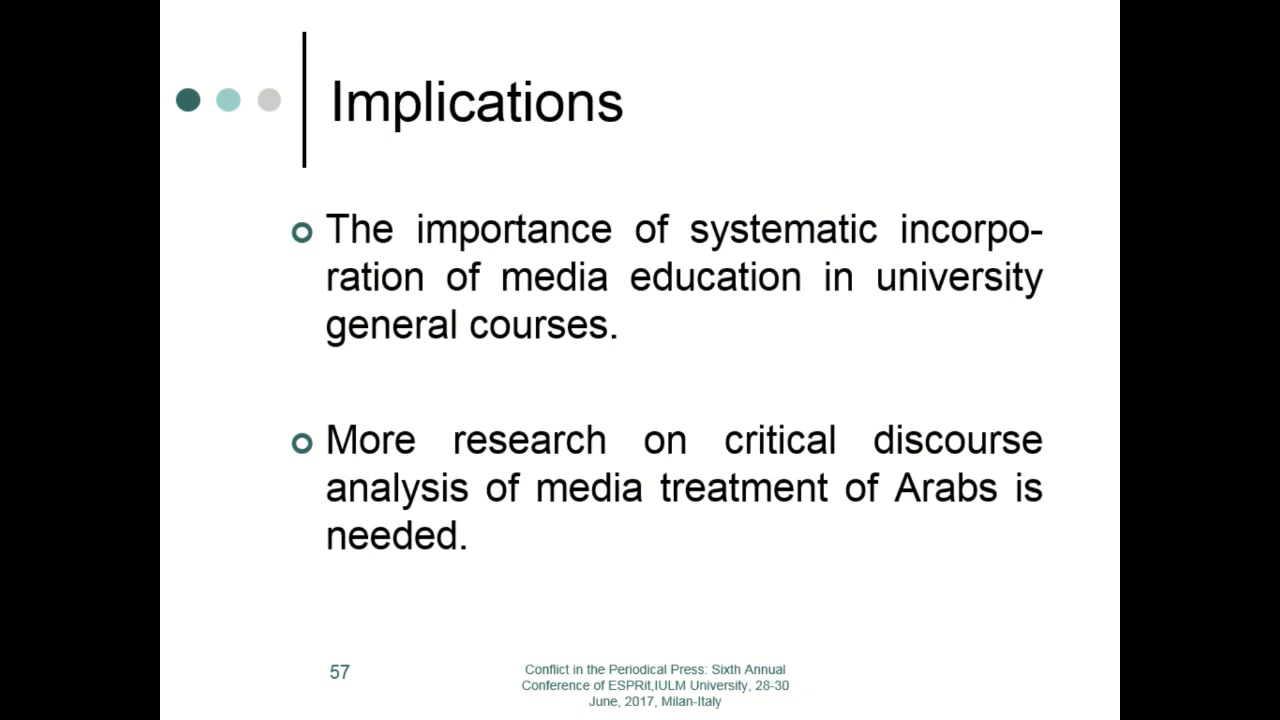 Implications
The importance of systematic incorpo-
ration of media education in university
general courses.
More research on critical discourse
analysis of media treatment of Arabs is
needed.
57
Conflict in the Periodical Press: Sixth Annual
Conference of ESPRit,IULM University, 28-30
June, 2017, Milan-Italy